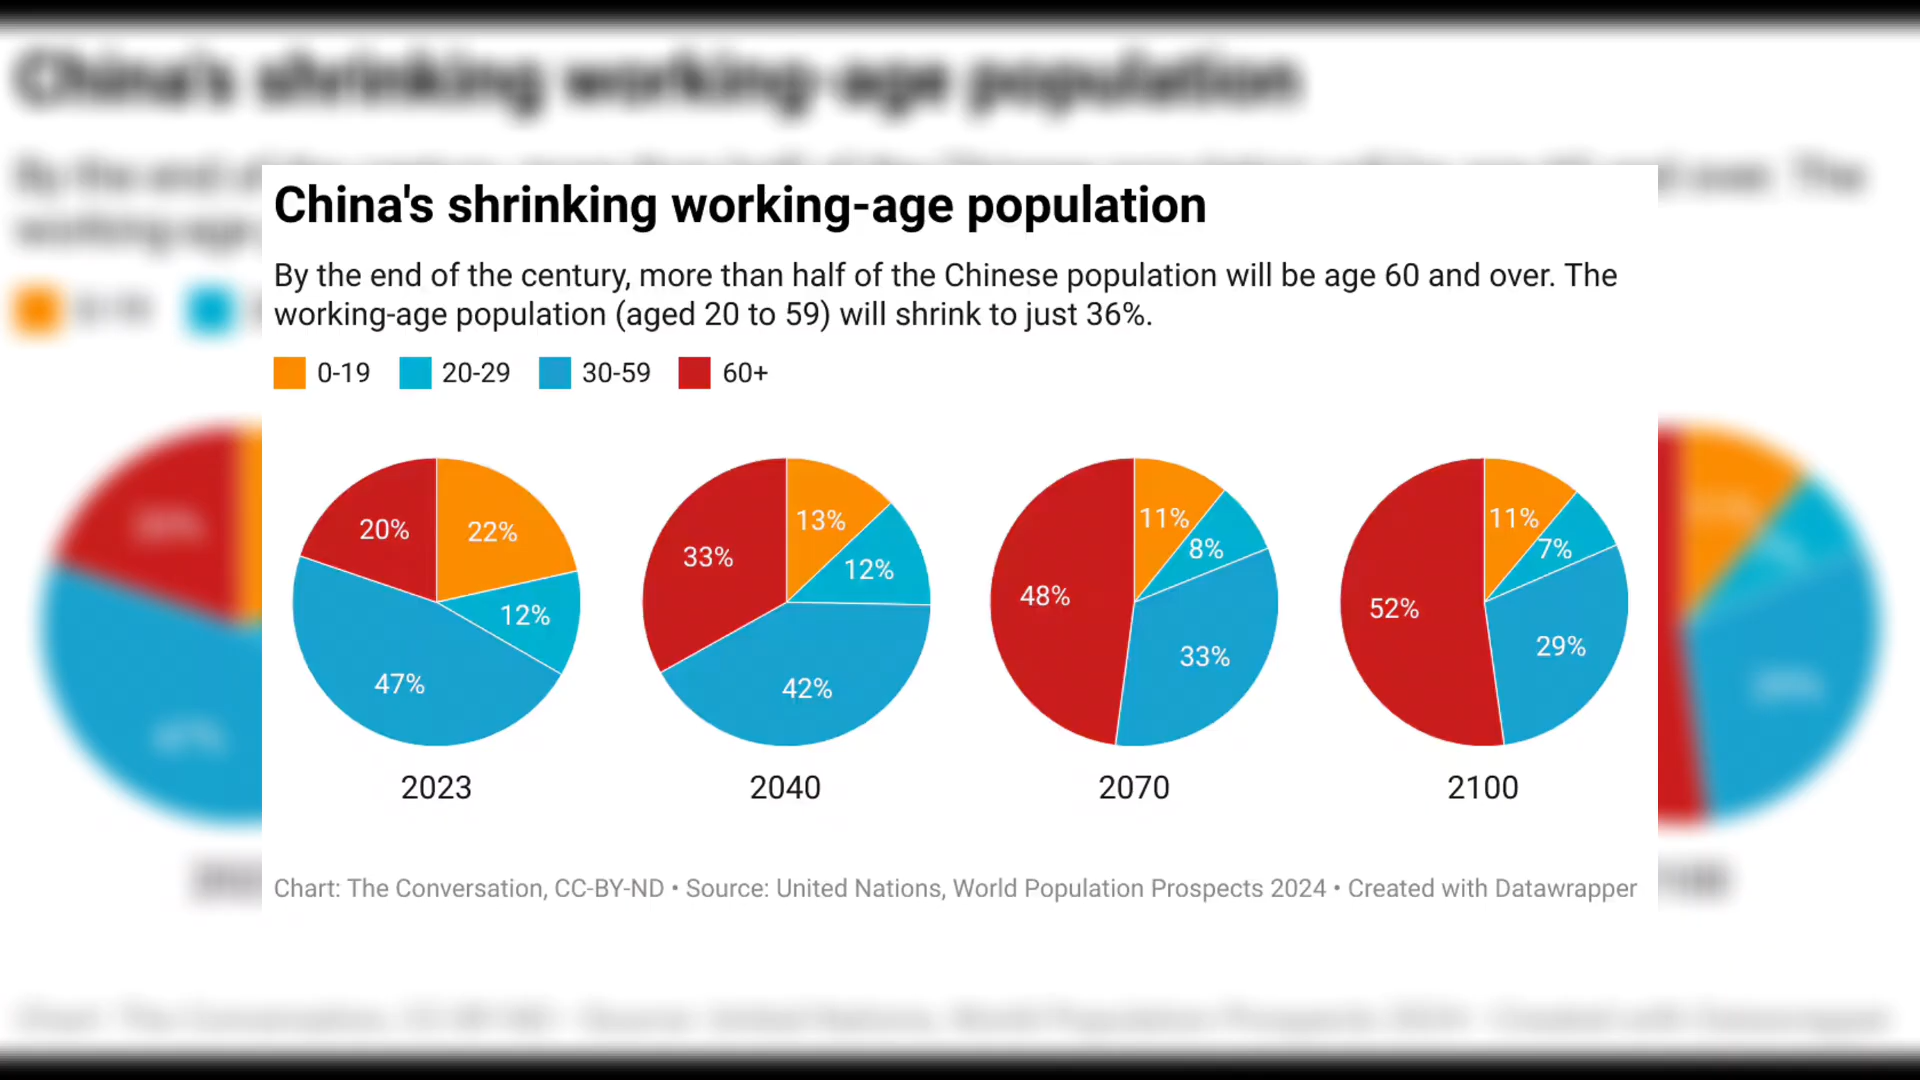 China's shrinking working-age population
By the end of the century, more than half of the Chinese population will be age 60 and over. The
working-age population (aged 20 to 59) will shrink to just 36%.
0-19 20-29 30-59 60+
20% 22% 12% 47%
33% 13% 12% 42%
48% 11% 8% 33%
52% 11% 7% 29%
2023 2040 2070 2100
Chart: The Conversation, CC-BY-ND • Source: United Nations, World Population Prospects 2024 • Created with Datawrapper